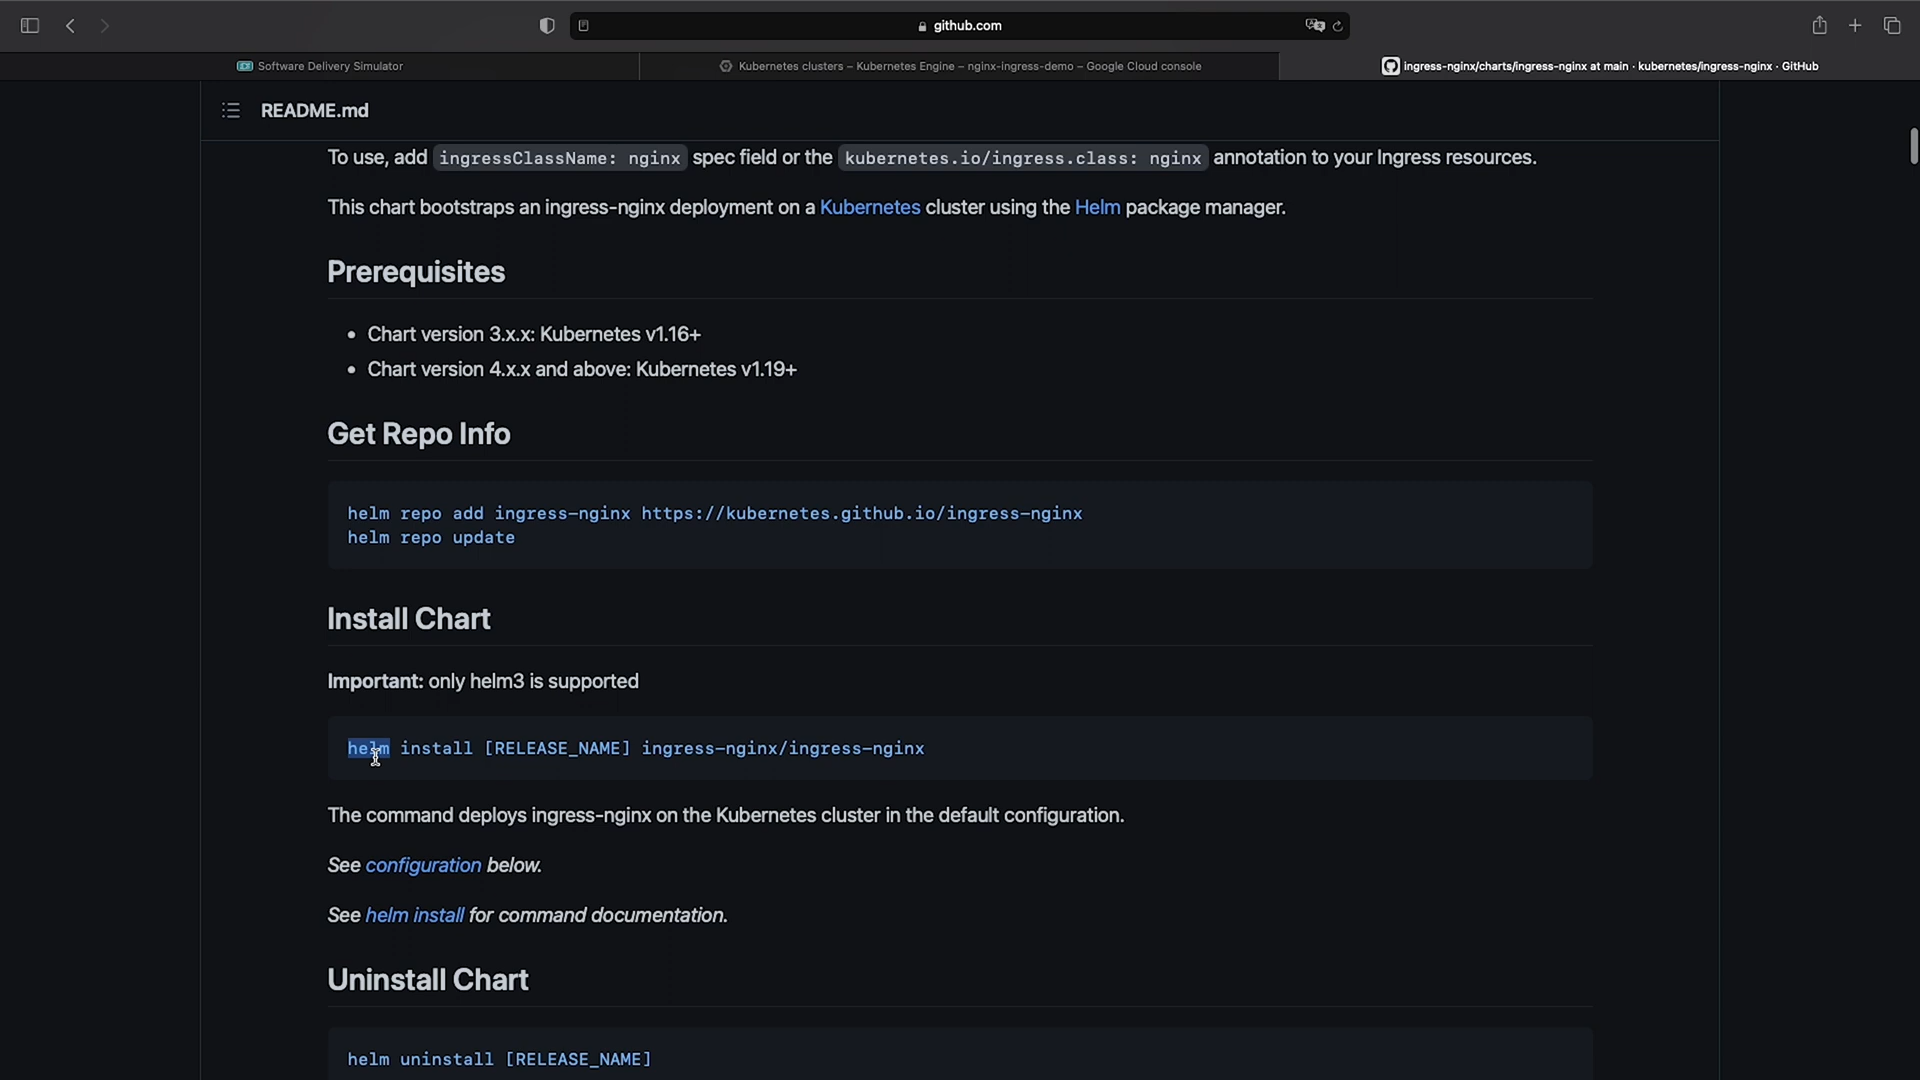 github.com
Software Delivery Simulator
Kubernetes clusters – Kubernetes Engine – nginx-ingress-demo – Google Cloud console
ingress-nginx/charts/ingress-nginx at main · kubernetes/ingress-nginx · GitHub
README.md
To use, add ingressClassName: nginx spec field or the kubernetes.io/ingress.class: nginx annotation to your Ingress resources.
This chart bootstraps an ingress-nginx deployment on a Kubernetes cluster using the Helm package manager.
Prerequisites
• Chart version 3.x.x: Kubernetes v1.16+
• Chart version 4.x.x and above: Kubernetes v1.19+
Get Repo Info
helm repo add ingress-nginx https://kubernetes.github.io/ingress-nginx
helm repo update
Install Chart
Important: only helm3 is supported
helm install [RELEASE_NAME] ingress-nginx/ingress-nginx
The command deploys ingress-nginx on the Kubernetes cluster in the default configuration.
See configuration below.
See helm install for command documentation.
Uninstall Chart
helm uninstall [RELEASE_NAME]